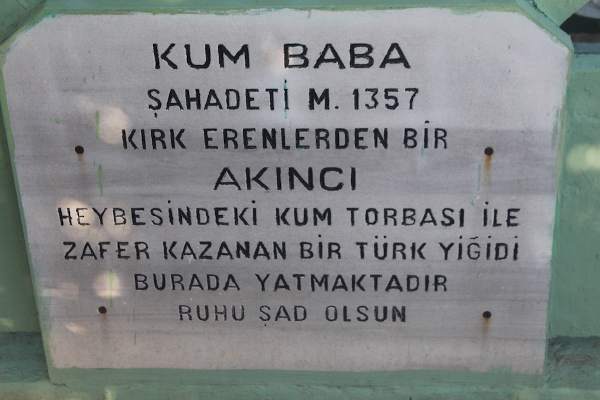 KUM BABA
ŞAHADETİ M. 1357
KIRK ERENLERDEN BİR
AKINCI
HEYBESİNDEKİ KUM TORBASI İLE
ZAFER KAZANAN BİR TÜRK YİĞİDİ
BURADA YATMAKTADIR
RUHU ŞAD OLSUN